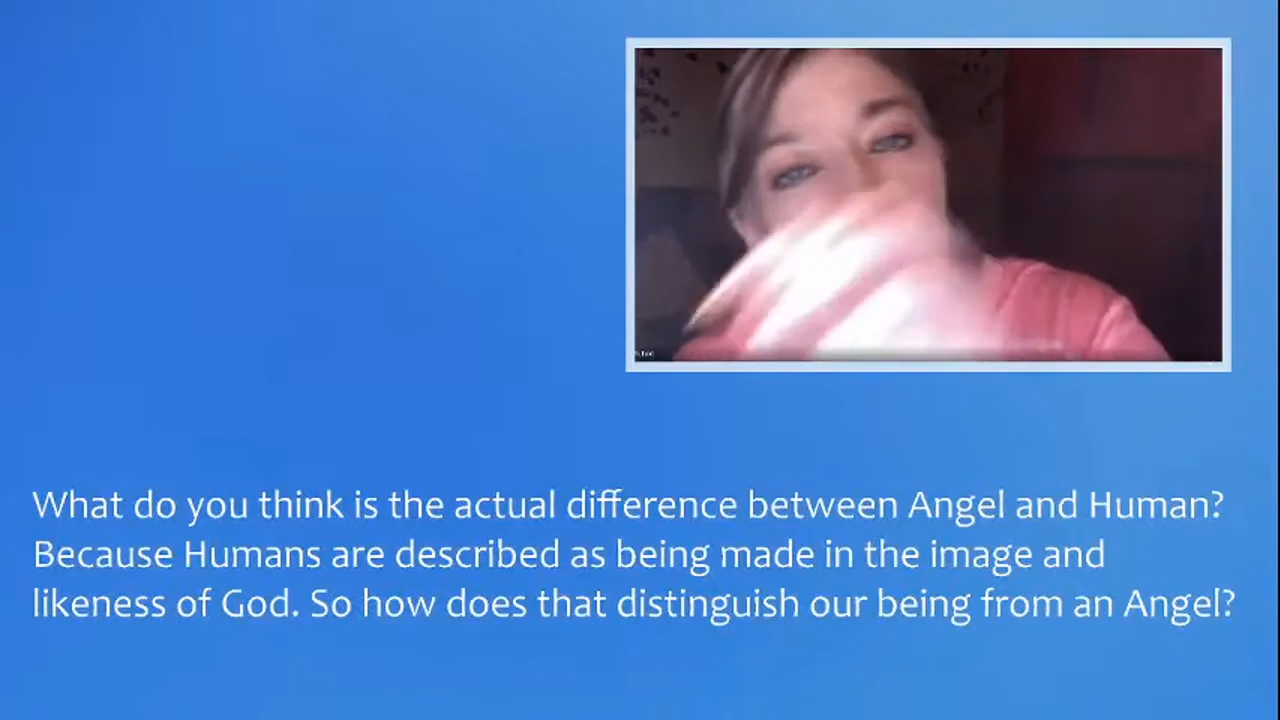 What do you think is the actual difference between Angel and Human?
Because Humans are described as being made in the image and
likeness of God. So how does that distinguish our being from an Angel?